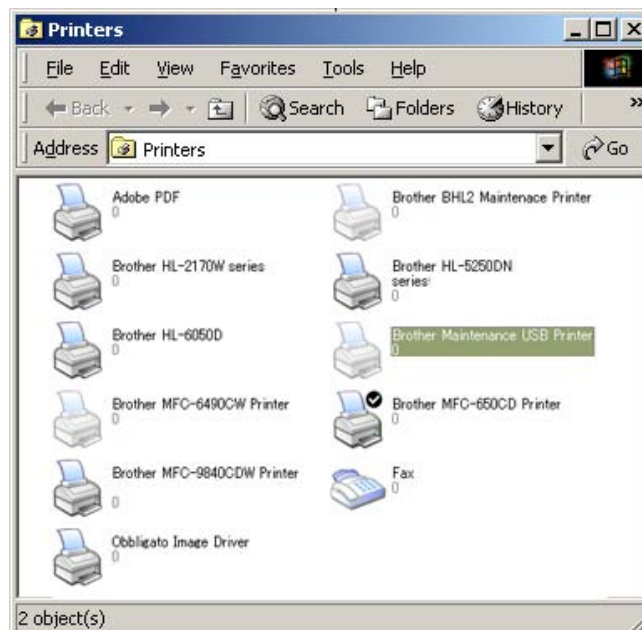 Printers
File Edit View Favorites Tools Help
Back Search Folders History »
Address Printers Go
Adobe PDF
0
Brother BHL2 Maintenace Printer
0
Brother HL-2170W series
0
Brother HL-5250DN
series
0
Brother HL-6050D
0
Brother Maintenance USB Printer
0
Brother MFC-6490CW Printer
0
Brother MFC-650CD Printer
0
Brother MFC-9840CDW Printer
0
Fax
0
Obbligato Image Driver
0
2 object(s)